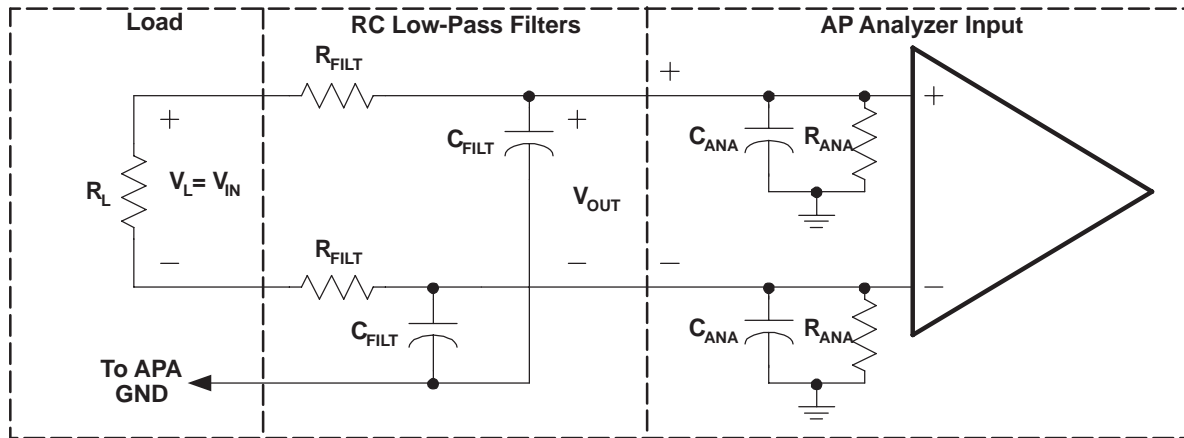 Load
RC Low-Pass Filters
AP Analyzer Input
R_FILT
+
+
+
+
C_FILT
C_ANA
R_ANA
R_L
V_L= V_IN
V_OUT
R_FILT
−
−
−
−
C_FILT
C_ANA
R_ANA
To APA
GND